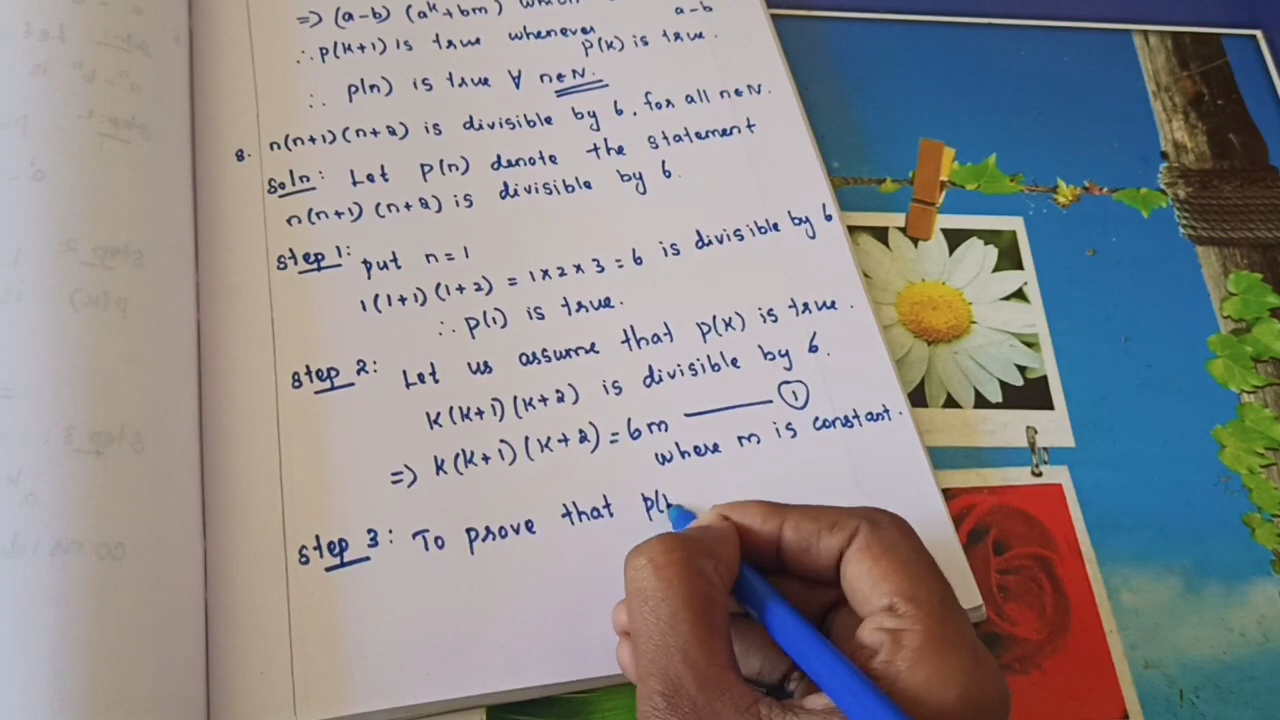 => (a-b) (aᵏ+bm) which
a-b
∴ p(k+1) is true whenever p(k) is true.
∴ p(n) is true ∀ n∈N.
8. n(n+1)(n+2) is divisible by 6, for all n∈N.
Soln: Let p(n) denote the statement
n(n+1)(n+2) is divisible by 6.
Step 1: put n=1
1(1+1)(1+2) = 1×2×3 = 6 is divisible by 6
∴ p(1) is true.
Step 2: Let us assume that p(k) is true.
k(k+1)(k+2) is divisible by 6.
=> k(k+1)(k+2) = 6m ——— ①
where m is constant.
Step 3: To prove that p(